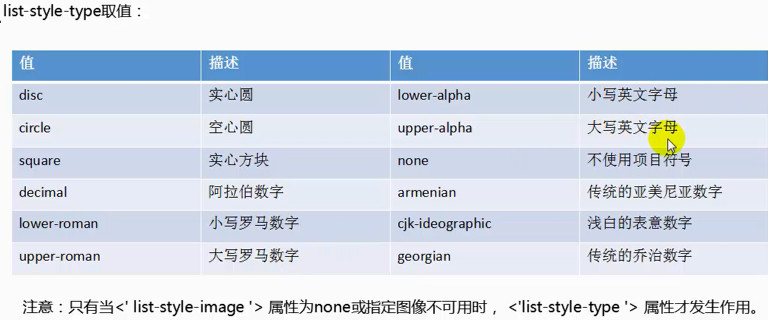 list-style-type取值：
值 描述 值 描述
disc 实心圆 lower-alpha 小写英文字母
circle 空心圆 upper-alpha 大写英文字母
square 实心方块 none 不使用项目符号
decimal 阿拉伯数字 armenian 传统的亚美尼亚数字
lower-roman 小写罗马数字 cjk-ideographic 浅白的表意数字
upper-roman 大写罗马数字 georgian 传统的乔治数字
注意：只有当<' list-style-image '> 属性为none或指定图像不可用时， <'list-style-type '> 属性才发生作用。